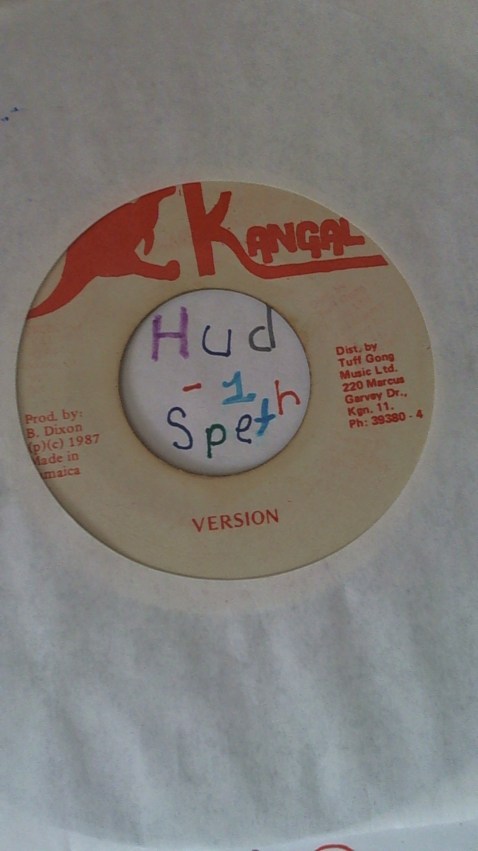 KANGAL
Hud
- 1
Speth
Prod. by:
B. Dixon
(p)(c) 1987
Made in
Jamaica
Dist. by
Tuff Gong
Music Ltd.
220 Marcus
Garvey Dr.,
Kgn. 11.
Ph: 39380 - 4
VERSION